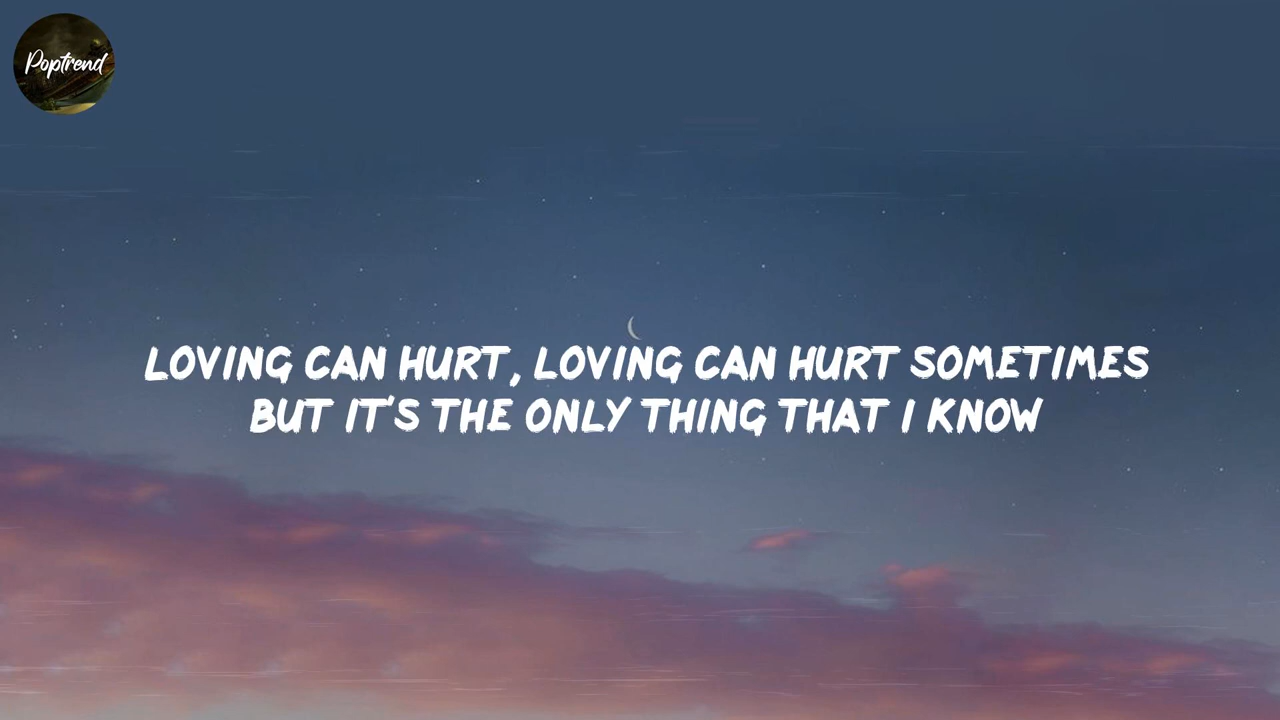 Poptrend
LOVING CAN HURT, LOVING CAN HURT SOMETIMES
BUT IT'S THE ONLY THING THAT I KNOW